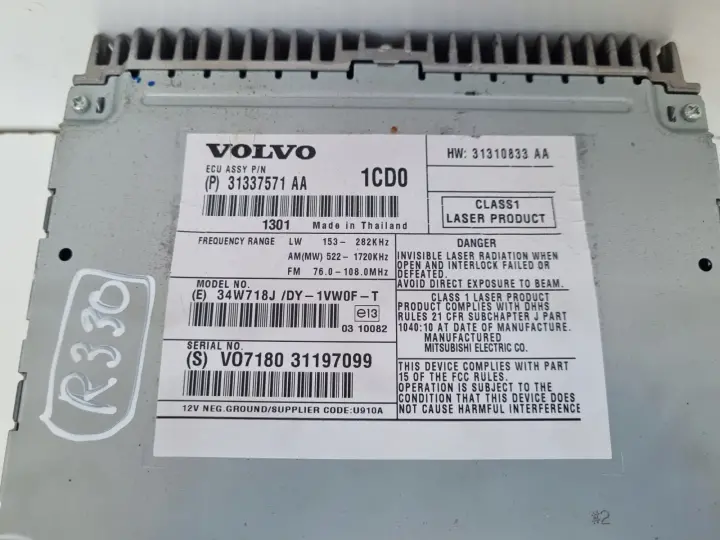 VOLVO
ECU ASSY P/N
(P) 31337571 AA
1CD0
1301 Made in Thailand
HW: 31310833 AA
CLASS1
LASER PRODUCT
FREQUENCY RANGE LW 153- 282KHz
AM(MW) 522- 1720KHz
FM 76.0-108.0MHz
MODEL NO.
(E) 34W718J /DY-1VW0F-T
e13
03 10082
SERIAL NO.
(S) VO7180 31197099
12V NEG.GROUND/SUPPLIER CODE:U910A
DANGER
INVISIBLE LASER RADIATION WHEN
OPEN AND INTERLOCK FAILED OR
DEFEATED.
AVOID DIRECT EXPOSURE TO BEAM.
CLASS 1 LASER PRODUCT
PRODUCT COMPLIES WITH DHHS
RULES 21 CFR SUBCHAPTER J PART
1040:10 AT DATE OF MANUFACTURE.
MANUFACTURED
MITSUBISHI ELECTRIC CO.
THIS DEVICE COMPLIES WITH PART
15 OF THE FCC RULES.
OPERATION IS SUBJECT TO THE
CONDITION THAT THIS DEVICE DOES
NOT CAUSE HARMFUL INTERFERENCE
R330
#2